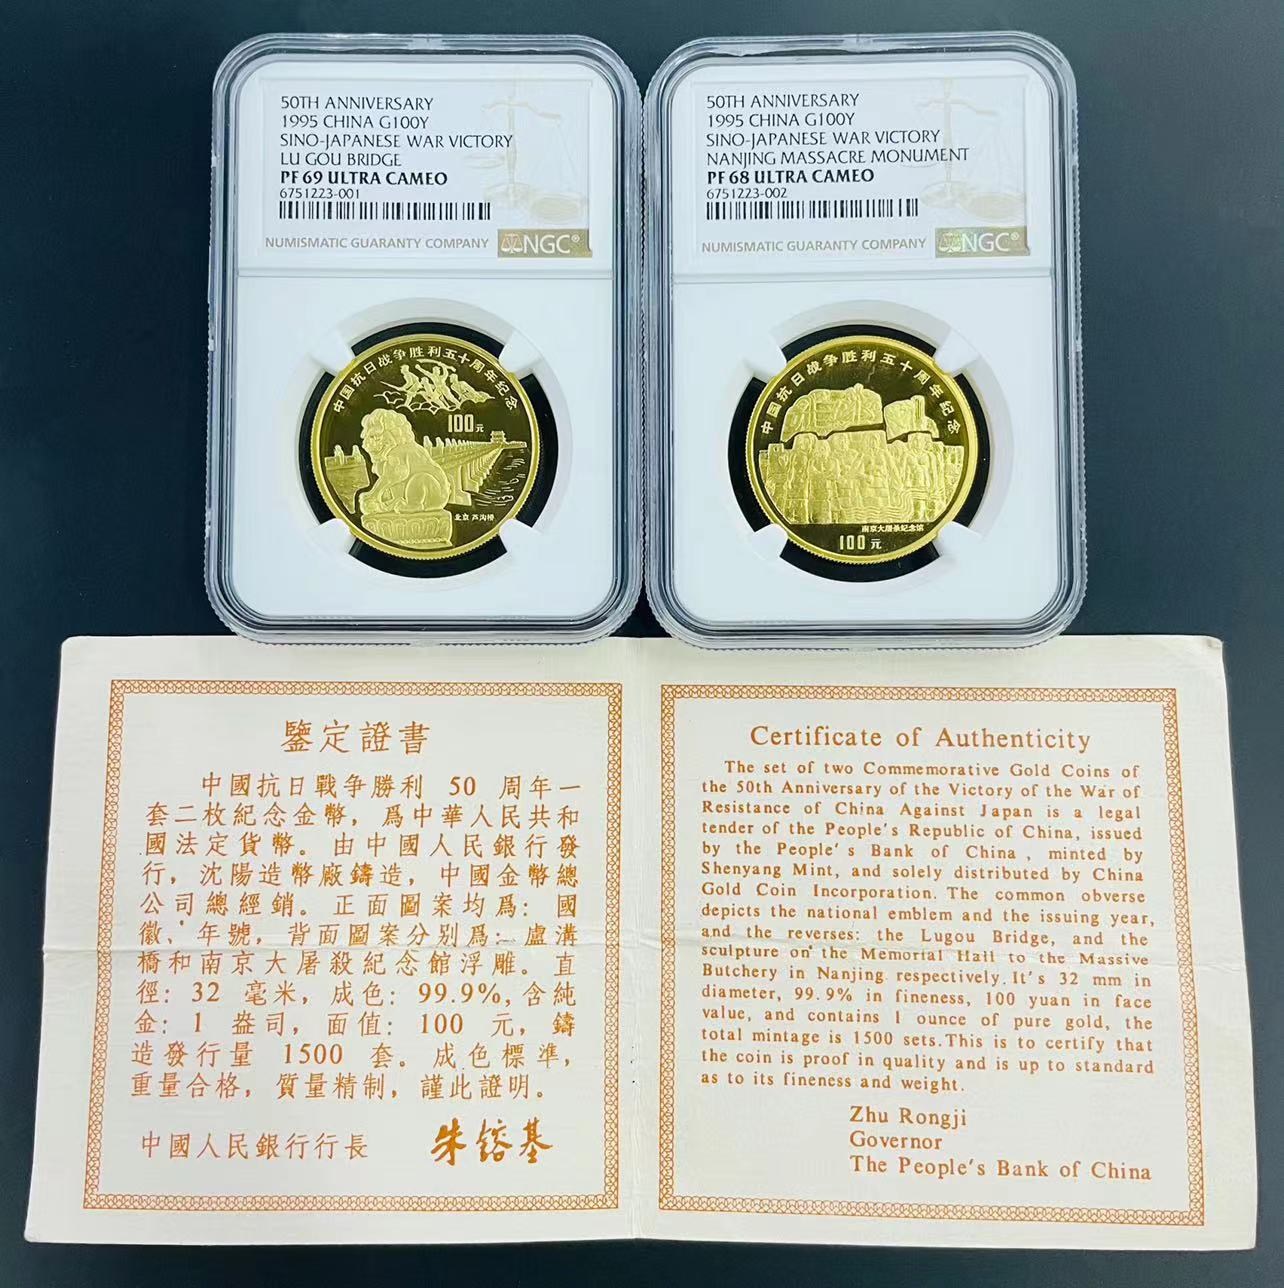 50TH ANNIVERSARY
1995 CHINA G100Y
SINO-JAPANESE WAR VICTORY
LU GOU BRIDGE
PF 69 ULTRA CAMEO
6751223-001
NUMISMATIC GUARANTY COMPANY NGC®
中国抗日战争胜利五十周年纪念
100元
北京 芦沟桥
50TH ANNIVERSARY
1995 CHINA G100Y
SINO-JAPANESE WAR VICTORY
NANJING MASSACRE MONUMENT
PF 68 ULTRA CAMEO
6751223-002
NUMISMATIC GUARANTY COMPANY NGC®
中国抗日战争胜利五十周年纪念
南京大屠杀纪念馆
100元
鑒定證書
中國抗日戰争勝利 50 周年一
套二枚紀念金幣，爲中華人民共和
國法定貨幣。由中國人民銀行發
行，沈陽造幣廠鑄造，中國金幣總
公司總經銷。正面圖案均爲：國
徽、年號，背面圖案分别爲：盧溝
橋和南京大屠殺紀念館浮雕。直
徑：32 毫米，成色：99.9%，含純
金：1 盎司，面值：100 元，鑄
造發行量 1500 套。成色標準，
重量合格，質量精制，謹此證明。
中國人民銀行行長 朱鎔基
Certificate of Authenticity
The set of two Commemorative Gold Coins of
the 50th Anniversary of the Victory of the War of
Resistance of China Against Japan is a legal
tender of the People's Republic of China, issued
by the People's Bank of China, minted by
Shenyang Mint, and solely distributed by China
Gold Coin Incorporation. The common obverse
depicts the national emblem and the issuing year,
and the reverses: the Lugou Bridge, and the
sculpture on the Memorial Hall to the Massive
Butchery in Nanjing respectively. It's 32 mm in
diameter, 99.9% in fineness, 100 yuan in face
value, and contains 1 ounce of pure gold, the
total mintage is 1500 sets. This is to certify that
the coin is proof in quality and is up to standard
as to its fineness and weight.
Zhu Rongji
Governor
The People's Bank of China